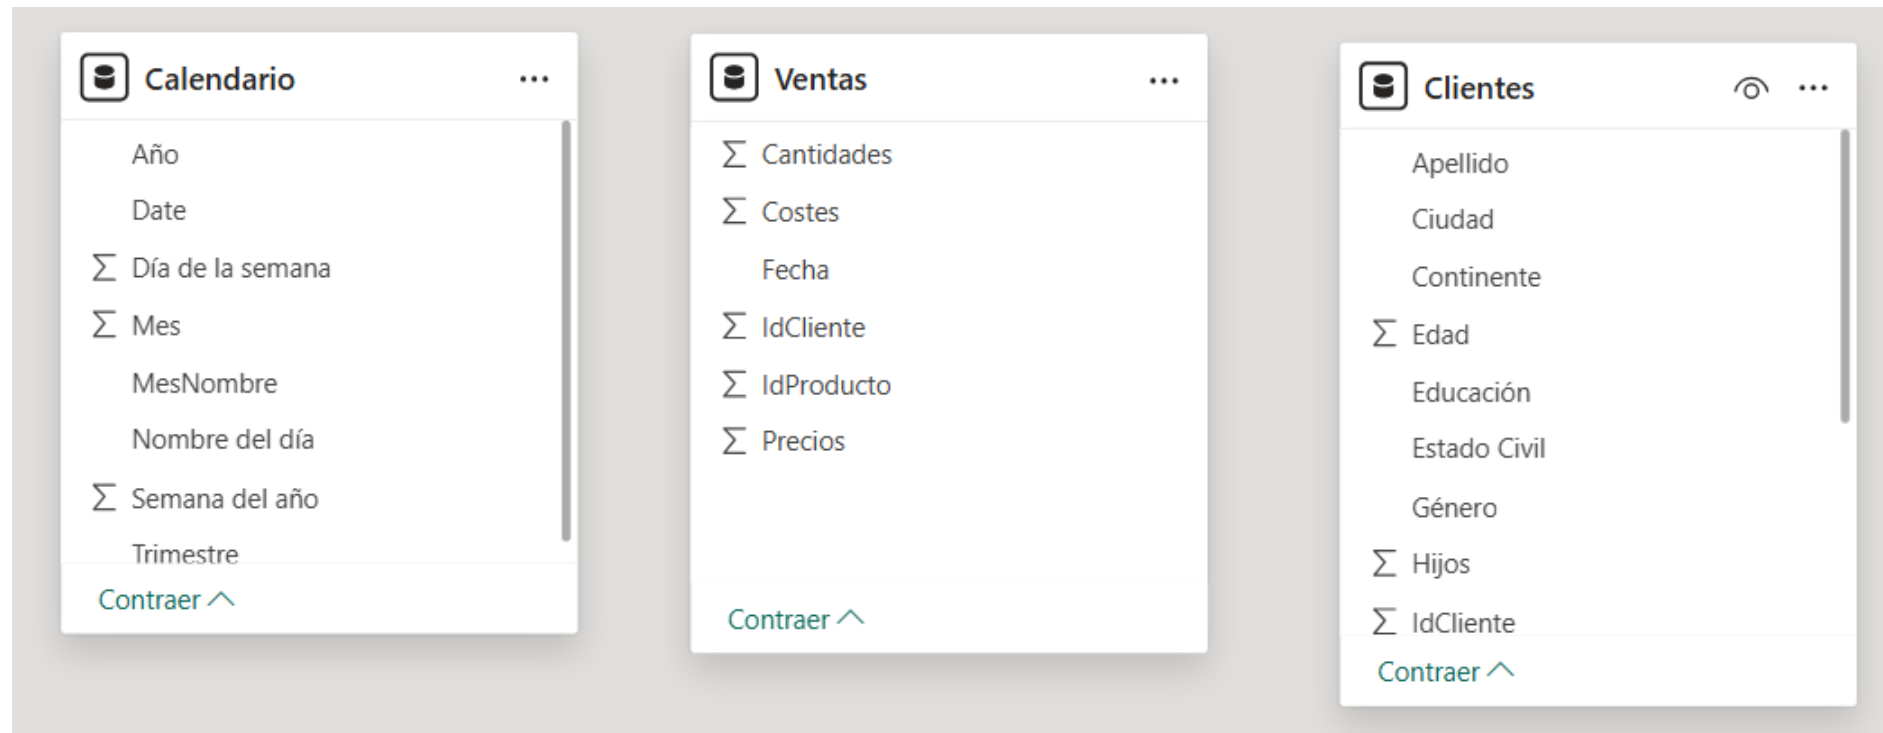 Calendario
Año
Date
Día de la semana
Mes
MesNombre
Nombre del día
Semana del año
Trimestre
Contraer
Ventas
Cantidades
Costes
Fecha
IdCliente
IdProducto
Precios
Contraer
Clientes
Apellido
Ciudad
Continente
Edad
Educación
Estado Civil
Género
Hijos
IdCliente
Contraer